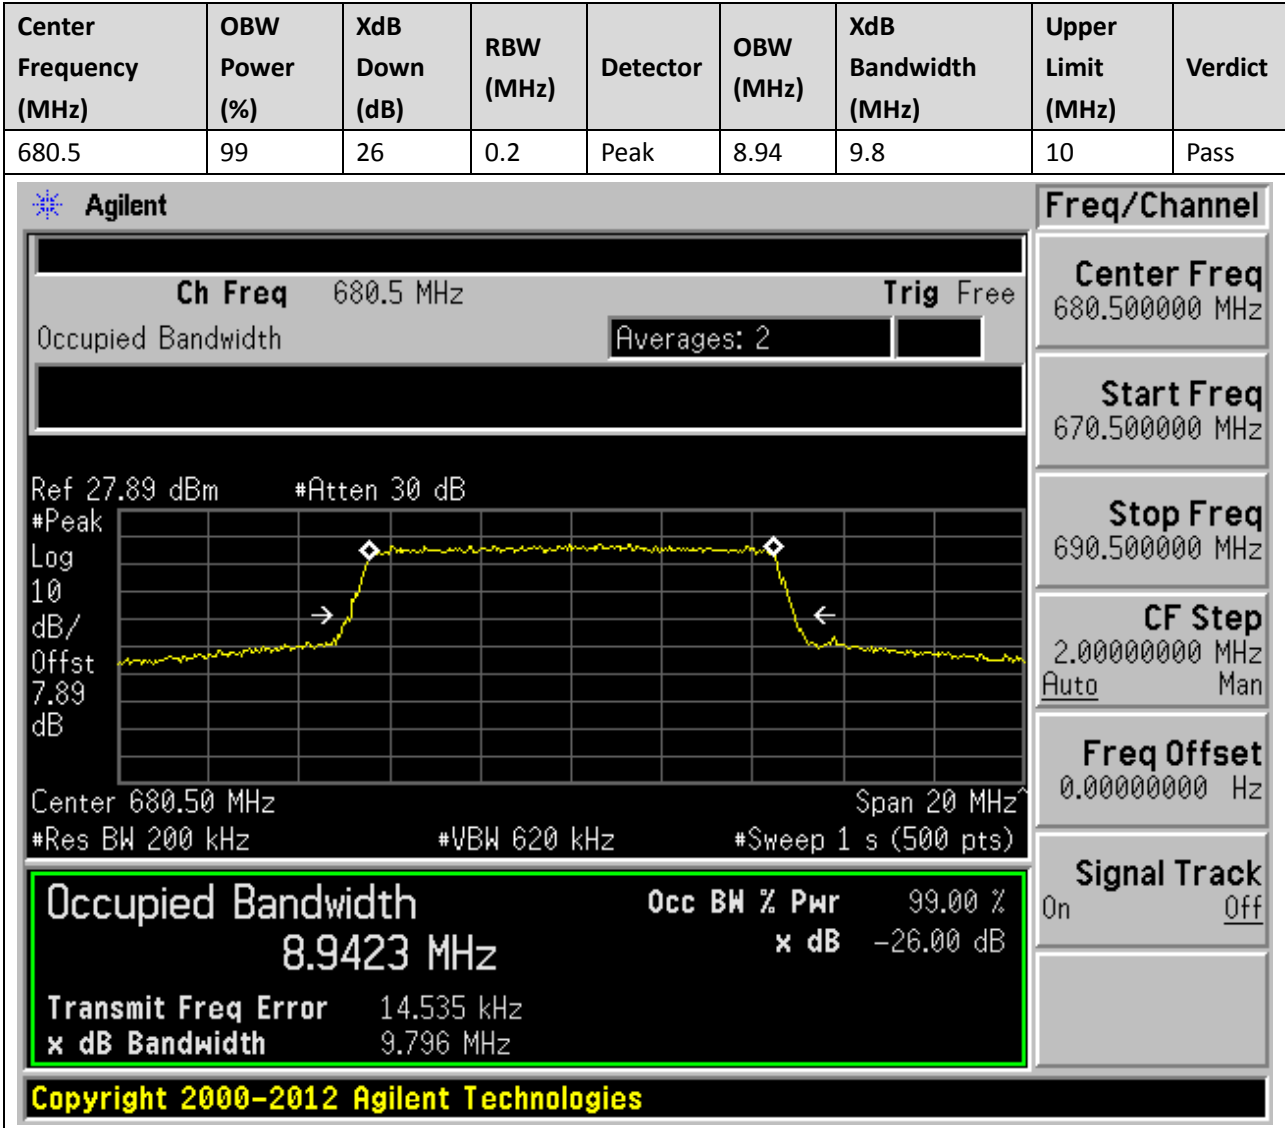 Center Frequency (MHz) OBW Power (%) XdB Down (dB) RBW (MHz) Detector OBW (MHz) XdB Bandwidth (MHz) Upper Limit (MHz) Verdict
680.5 99 26 0.2 Peak 8.94 9.8 10 Pass
Agilent
Freq/Channel
Ch Freq 680.5 MHz Trig Free
Occupied Bandwidth Averages: 2
Center Freq
680.500000 MHz
Start Freq
670.500000 MHz
Stop Freq
690.500000 MHz
CF Step
2.00000000 MHz
Auto Man
Freq Offset
0.00000000 Hz
Signal Track
On Off
Ref 27.89 dBm #Atten 30 dB
#Peak
Log
10
dB/
Offst
7.89
dB
Center 680.50 MHz Span 20 MHz^
#Res BW 200 kHz #VBW 620 kHz #Sweep 1 s (500 pts)
Occupied Bandwidth Occ BW % Pwr 99.00 %
8.9423 MHz x dB -26.00 dB
Transmit Freq Error 14.535 kHz
x dB Bandwidth 9.796 MHz
Copyright 2000-2012 Agilent Technologies